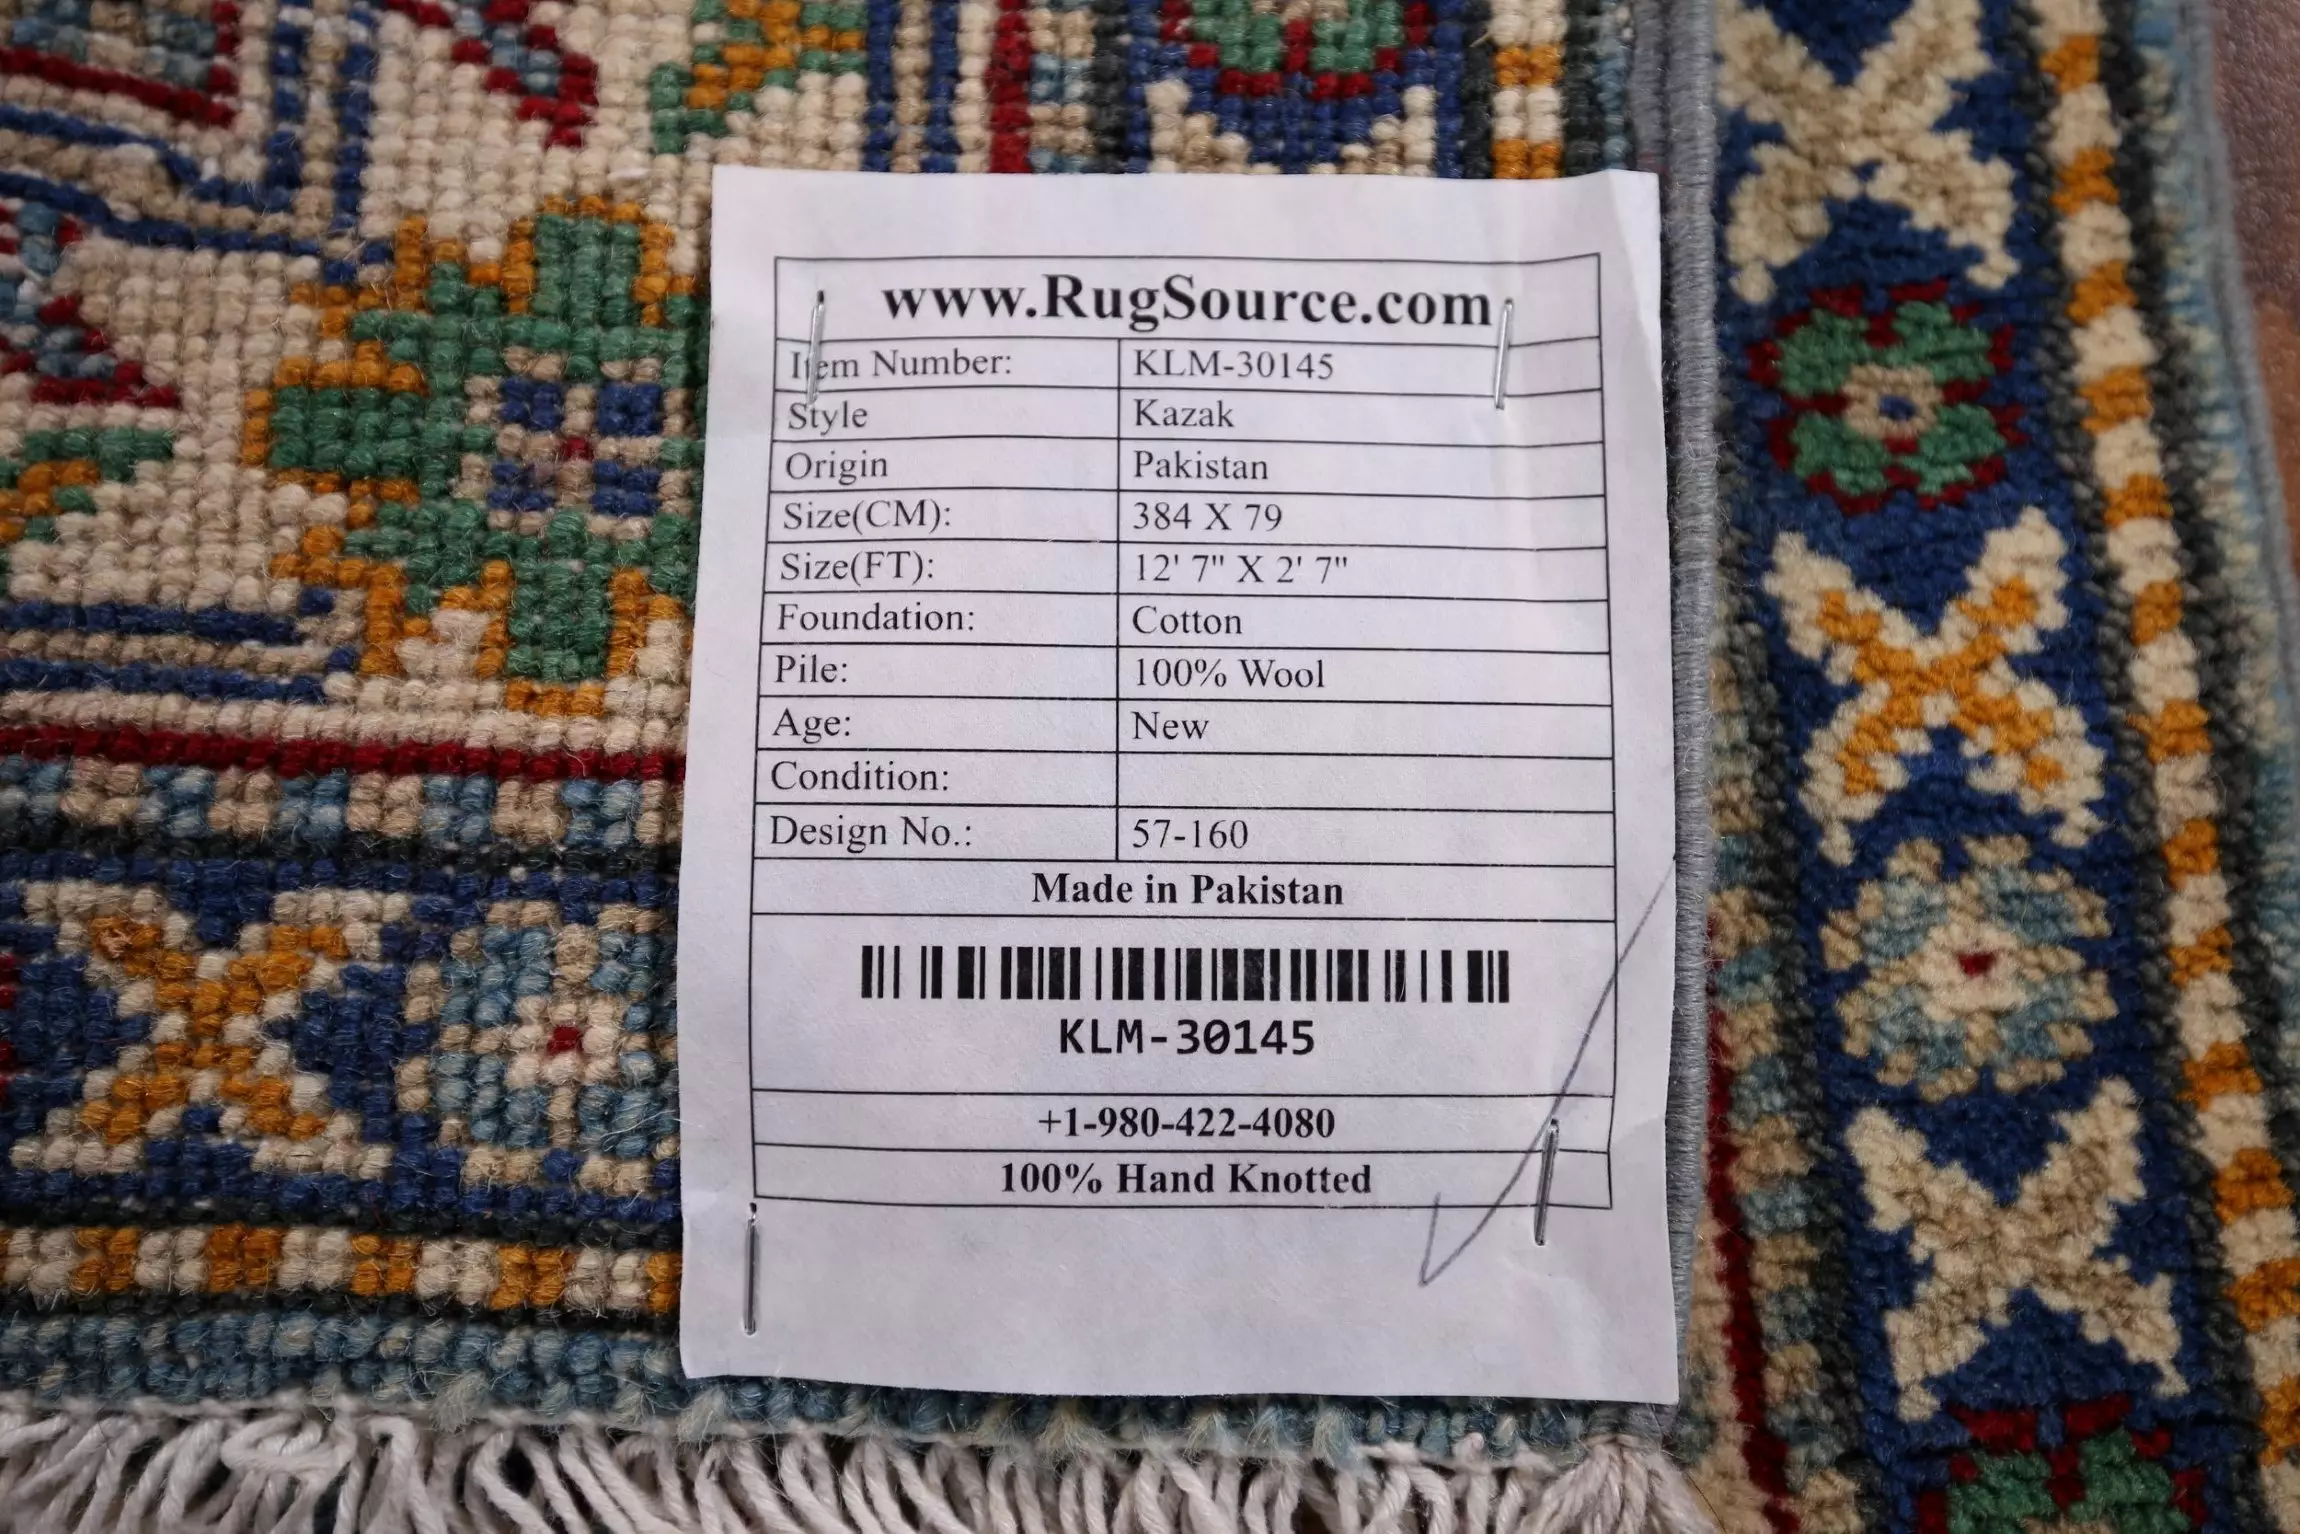 www.RugSource.com
Item Number: KLM-30145
Style Kazak
Origin Pakistan
Size(CM): 384 X 79
Size(FT): 12' 7" X 2' 7"
Foundation: Cotton
Pile: 100% Wool
Age: New
Condition:
Design No.: 57-160
Made in Pakistan
KLM-30145
+1-980-422-4080
100% Hand Knotted